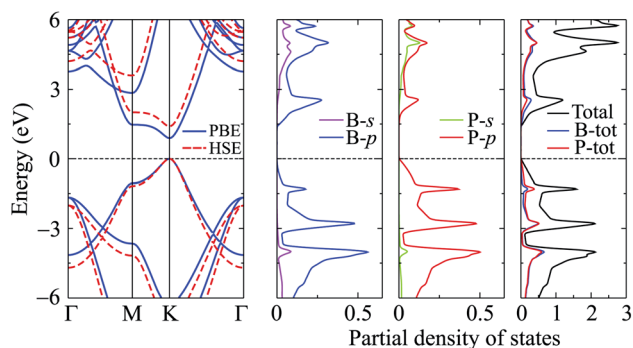 6
3
0
-3
-6
Energy (eV)
PBE
HSE
Γ
M
K
Γ
B-s
B-p
0
0.5
P-s
P-p
0
0.5
Total
B-tot
P-tot
0
1
2
3
Partial density of states